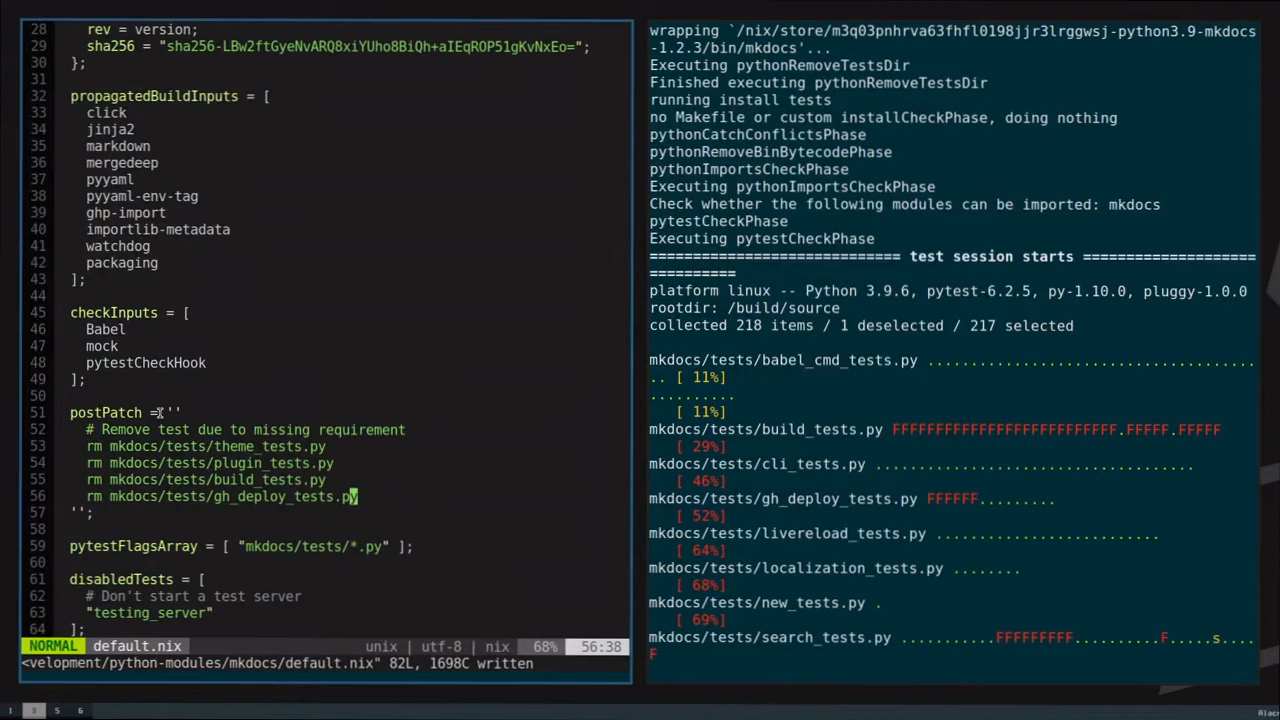 28 rev = version;
29 sha256 = "sha256-LBw2ftGyeNvARQ8xiYUho8BiQh+aIEqROP51gKvNxEo=";
30 };
31
32 propagatedBuildInputs = [
33 click
34 jinja2
35 markdown
36 mergedeep
37 pyyaml
38 pyyaml-env-tag
39 ghp-import
40 importlib-metadata
41 watchdog
42 packaging
43 ];
44
45 checkInputs = [
46 Babel
47 mock
48 pytestCheckHook
49 ];
50
51 postPatch = ''
52 # Remove test due to missing requirement
53 rm mkdocs/tests/theme_tests.py
54 rm mkdocs/tests/plugin_tests.py
55 rm mkdocs/tests/build_tests.py
56 rm mkdocs/tests/gh_deploy_tests.py
57 '';
58
59 pytestFlagsArray = [ "mkdocs/tests/*.py" ];
60
61 disabledTests = [
62 # Don't start a test server
63 "testing_server"
64 ];
NORMAL default.nix unix | utf-8 | nix 68% 56:38
<velopment/python-modules/mkdocs/default.nix" 82L, 1698C written
wrapping `/nix/store/m3q03pnhrva63fhfl0198jjr3lrggwsj-python3.9-mkdocs
-1.2.3/bin/mkdocs'...
Executing pythonRemoveTestsDir
Finished executing pythonRemoveTestsDir
running install tests
no Makefile or custom installCheckPhase, doing nothing
pythonCatchConflictsPhase
pythonRemoveBinBytecodePhase
pythonImportsCheckPhase
Executing pythonImportsCheckPhase
Check whether the following modules can be imported: mkdocs
pytestCheckPhase
Executing pytestCheckPhase
============================ test session starts =====================
===========
platform linux -- Python 3.9.6, pytest-6.2.5, py-1.10.0, pluggy-1.0.0
rootdir: /build/source
collected 218 items / 1 deselected / 217 selected
mkdocs/tests/babel_cmd_tests.py .........................................
.. [ 11%]
..........
[ 11%]
mkdocs/tests/build_tests.py FFFFFFFFFFFFFFFFFFFFFFFFFF.FFFFF.FFFFF
[ 29%]
mkdocs/tests/cli_tests.py .......................................
[ 46%]
mkdocs/tests/gh_deploy_tests.py FFFFFF.........
[ 52%]
mkdocs/tests/livereload_tests.py ...........................
[ 64%]
mkdocs/tests/localization_tests.py ........
[ 68%]
mkdocs/tests/new_tests.py .
[ 69%]
mkdocs/tests/search_tests.py ...........FFFFFFFFF..........F.....s....
F
1 3 5 6
Alac